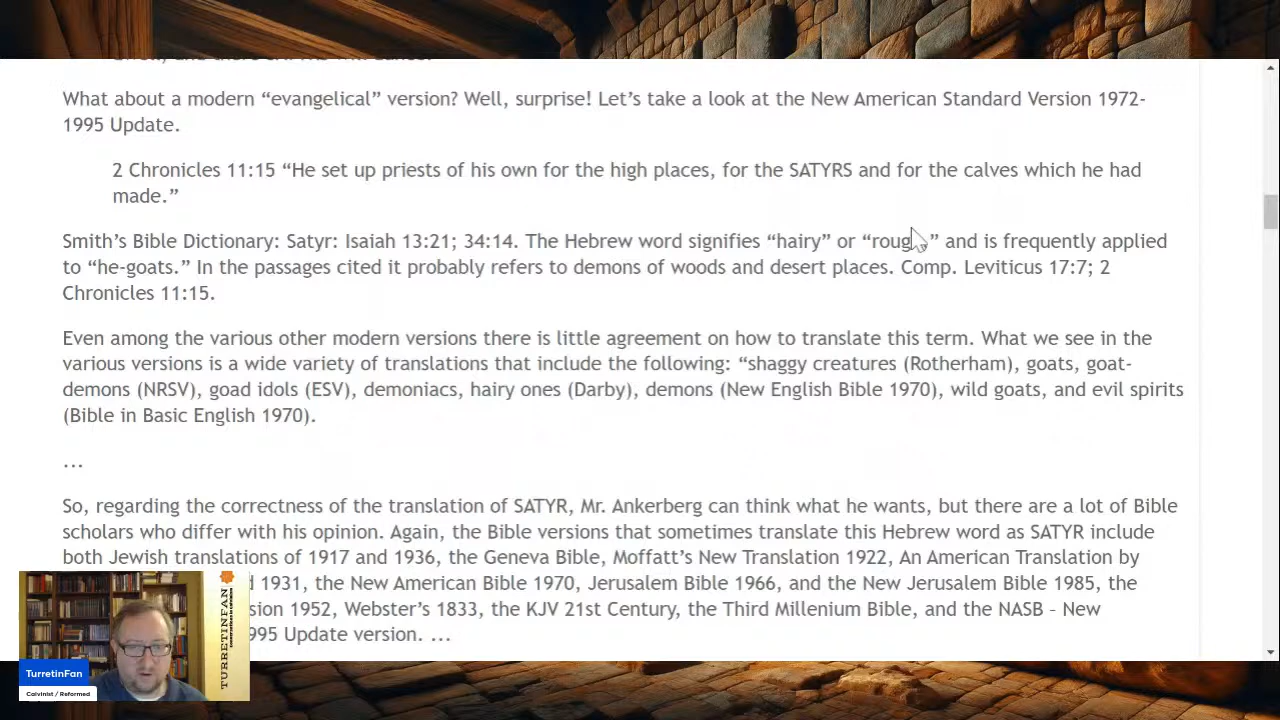 What about a modern “evangelical” version? Well, surprise! Let’s take a look at the New American Standard Version 1972-
1995 Update.
2 Chronicles 11:15 “He set up priests of his own for the high places, for the SATYRS and for the calves which he had
made.”
Smith’s Bible Dictionary: Satyr: Isaiah 13:21; 34:14. The Hebrew word signifies “hairy” or “roug ” and is frequently applied
to “he-goats.” In the passages cited it probably refers to demons of woods and desert places. Comp. Leviticus 17:7; 2
Chronicles 11:15.
Even among the various other modern versions there is little agreement on how to translate this term. What we see in the
various versions is a wide variety of translations that include the following: “shaggy creatures (Rotherham), goats, goat-
demons (NRSV), goad idols (ESV), demoniacs, hairy ones (Darby), demons (New English Bible 1970), wild goats, and evil spirits
(Bible in Basic English 1970).
...
So, regarding the correctness of the translation of SATYR, Mr. Ankerberg can think what he wants, but there are a lot of Bible
scholars who differ with his opinion. Again, the Bible versions that sometimes translate this Hebrew word as SATYR include
both Jewish translations of 1917 and 1936, the Geneva Bible, Moffatt’s New Translation 1922, An American Translation by
1931, the New American Bible 1970, Jerusalem Bible 1966, and the New Jerusalem Bible 1985, the
sion 1952, Webster’s 1833, the KJV 21st Century, the Third Millenium Bible, and the NASB – New
995 Update version. ...
TURRETINFAN
TurretinFan
Calvinist / Reformed